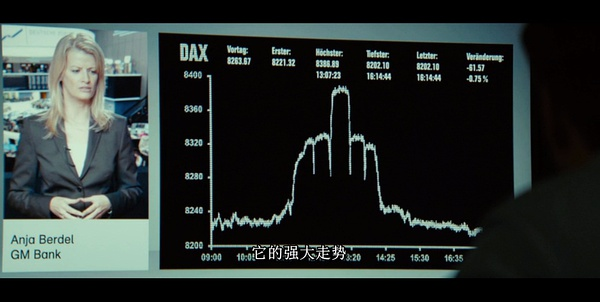 DAX
Vortag: Erster: Höchster: Tiefster: Letzter: Veränderung:
8263.67 8221.32 8386.89 8202.10 8202.10 -61.57
13:07:23 16:14:44 16:14:44 -0.75 %
8400
8360
8320
8280
8240
8200
09:00 3:20 14:25 15:30 16:35
Anja Berdel
GM Bank
它的强大走势